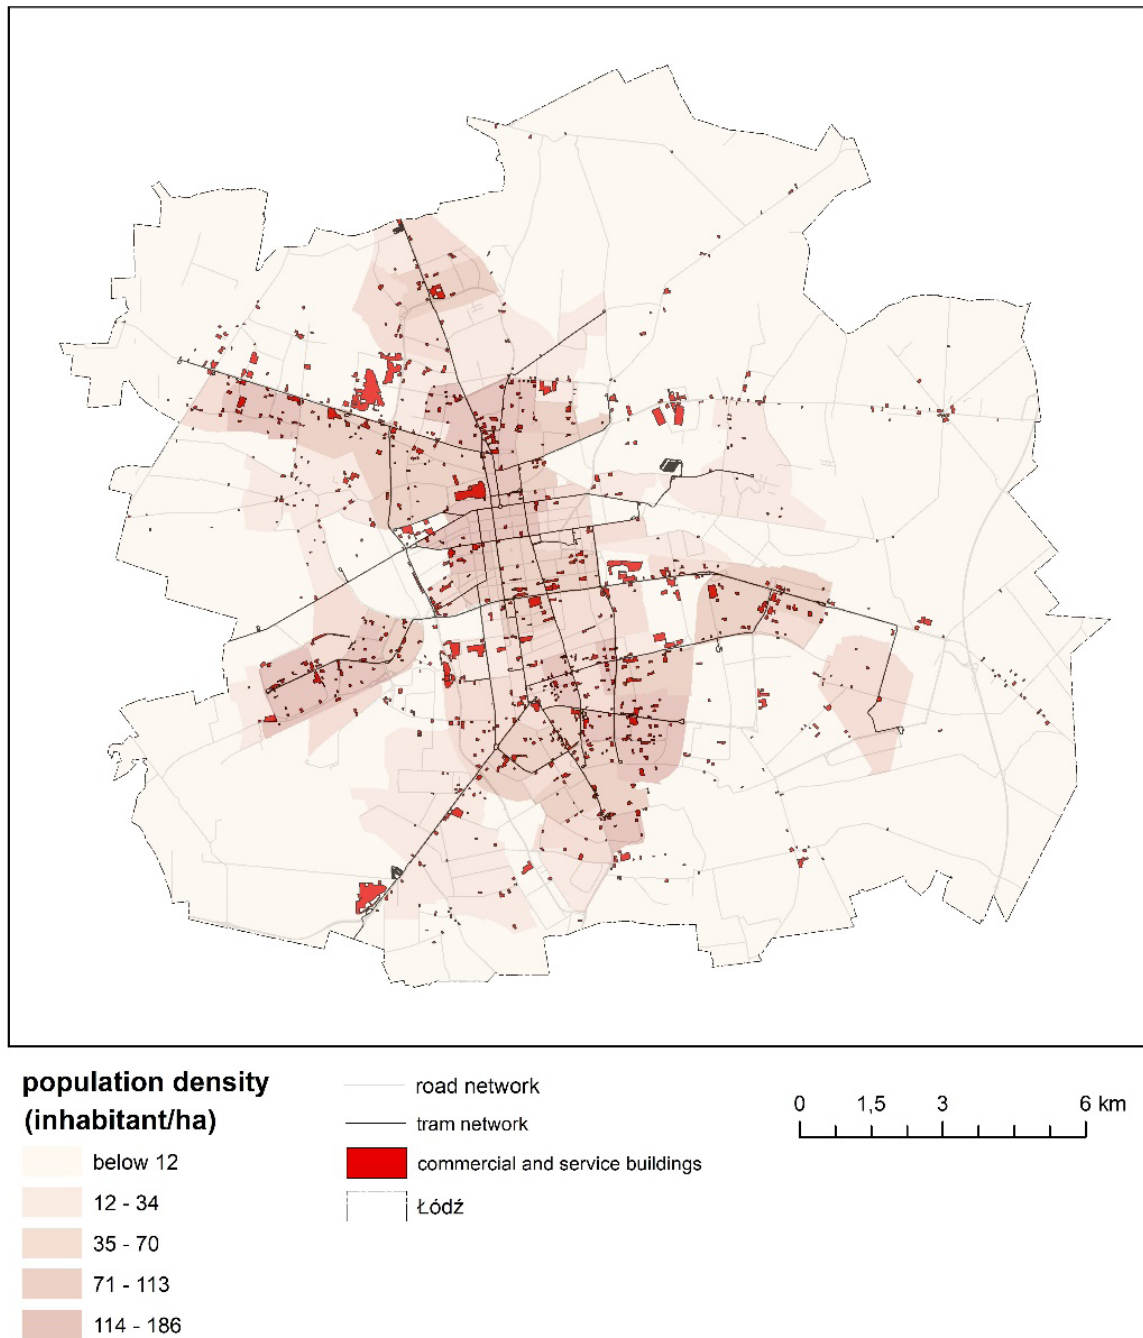 population density
(inhabitant/ha)
below 12
12 - 34
35 - 70
71 - 113
114 - 186
road network
tram network
commercial and service buildings
Łódź
0 1,5 3 6 km